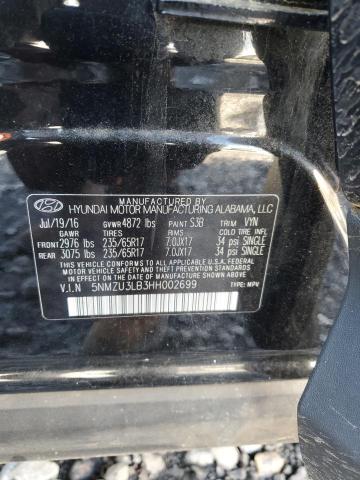 MANUFACTURED BY
HYUNDAI MOTOR MANUFACTURING ALABAMA, LLC
Jul/19/16 GVWR 4872 lbs PAINT S3B TRIM VYN
GAWR TIRES RIMS COLD TIRE INF.
FRONT 2976 lbs 235/65R17 7.0JX17 34 psi SINGLE
REAR 3075 lbs 235/65R17 7.0JX17 34 psi SINGLE
THIS VEHICLE CONFORMS TO ALL APPLICABLE U.S.A. FEDERAL
MOTOR VEHICLE SAFETY AND THEFT PREVENTION STANDARDS
IN EFFECT ON THE DATE OF MANUFACTURE SHOWN ABOVE.
V.I.N 5NMZU3LB3HH002699 TYPE: MPV